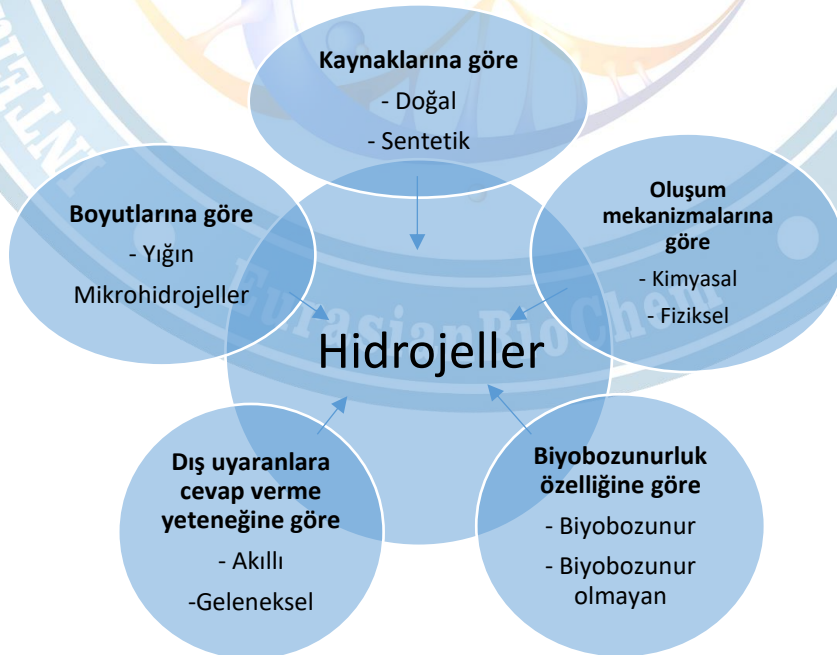 Kaynaklarına göre
- Doğal
- Sentetik
Boyutlarına göre
- Yığın
Mikrohidrojeller
Oluşum
mekanizmalarına
göre
- Kimyasal
- Fiziksel
EurasianBioChem
Hidrojeller
Dış uyaranlara
cevap verme
yeteneğine göre
- Akıllı
-Geleneksel
Biyobozunurluk
özelliğine göre
- Biyobozunur
- Biyobozunur
olmayan